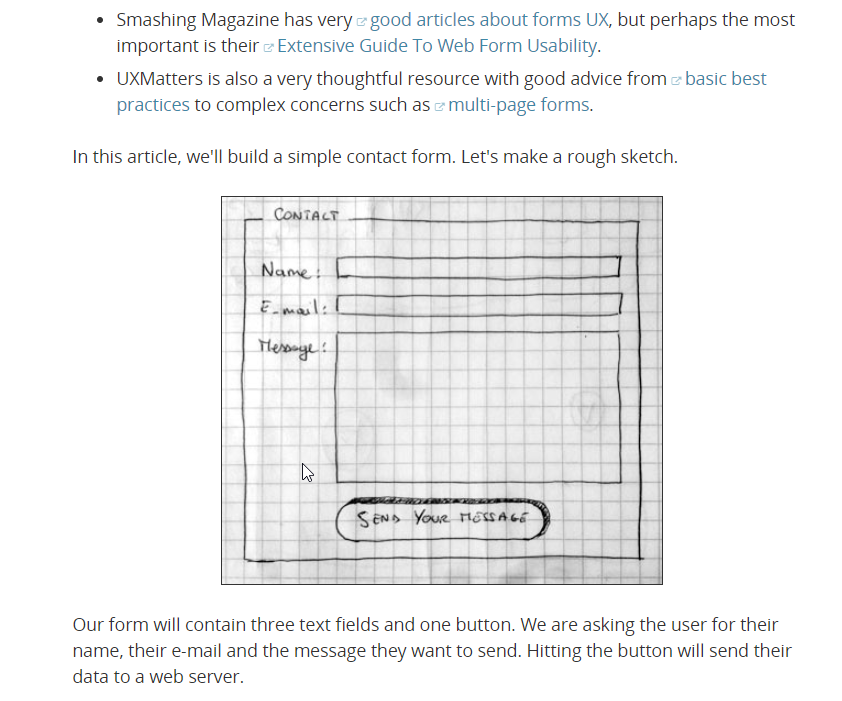 Smashing Magazine has very good articles about forms UX, but perhaps the most
important is their Extensive Guide To Web Form Usability.
UXMatters is also a very thoughtful resource with good advice from basic best
practices to complex concerns such as multi-page forms.
In this article, we'll build a simple contact form. Let's make a rough sketch.
CONTACT
Name:
E-mail:
Message:
SEND YOUR MESSAGE
Our form will contain three text fields and one button. We are asking the user for their
name, their e-mail and the message they want to send. Hitting the button will send their
data to a web server.